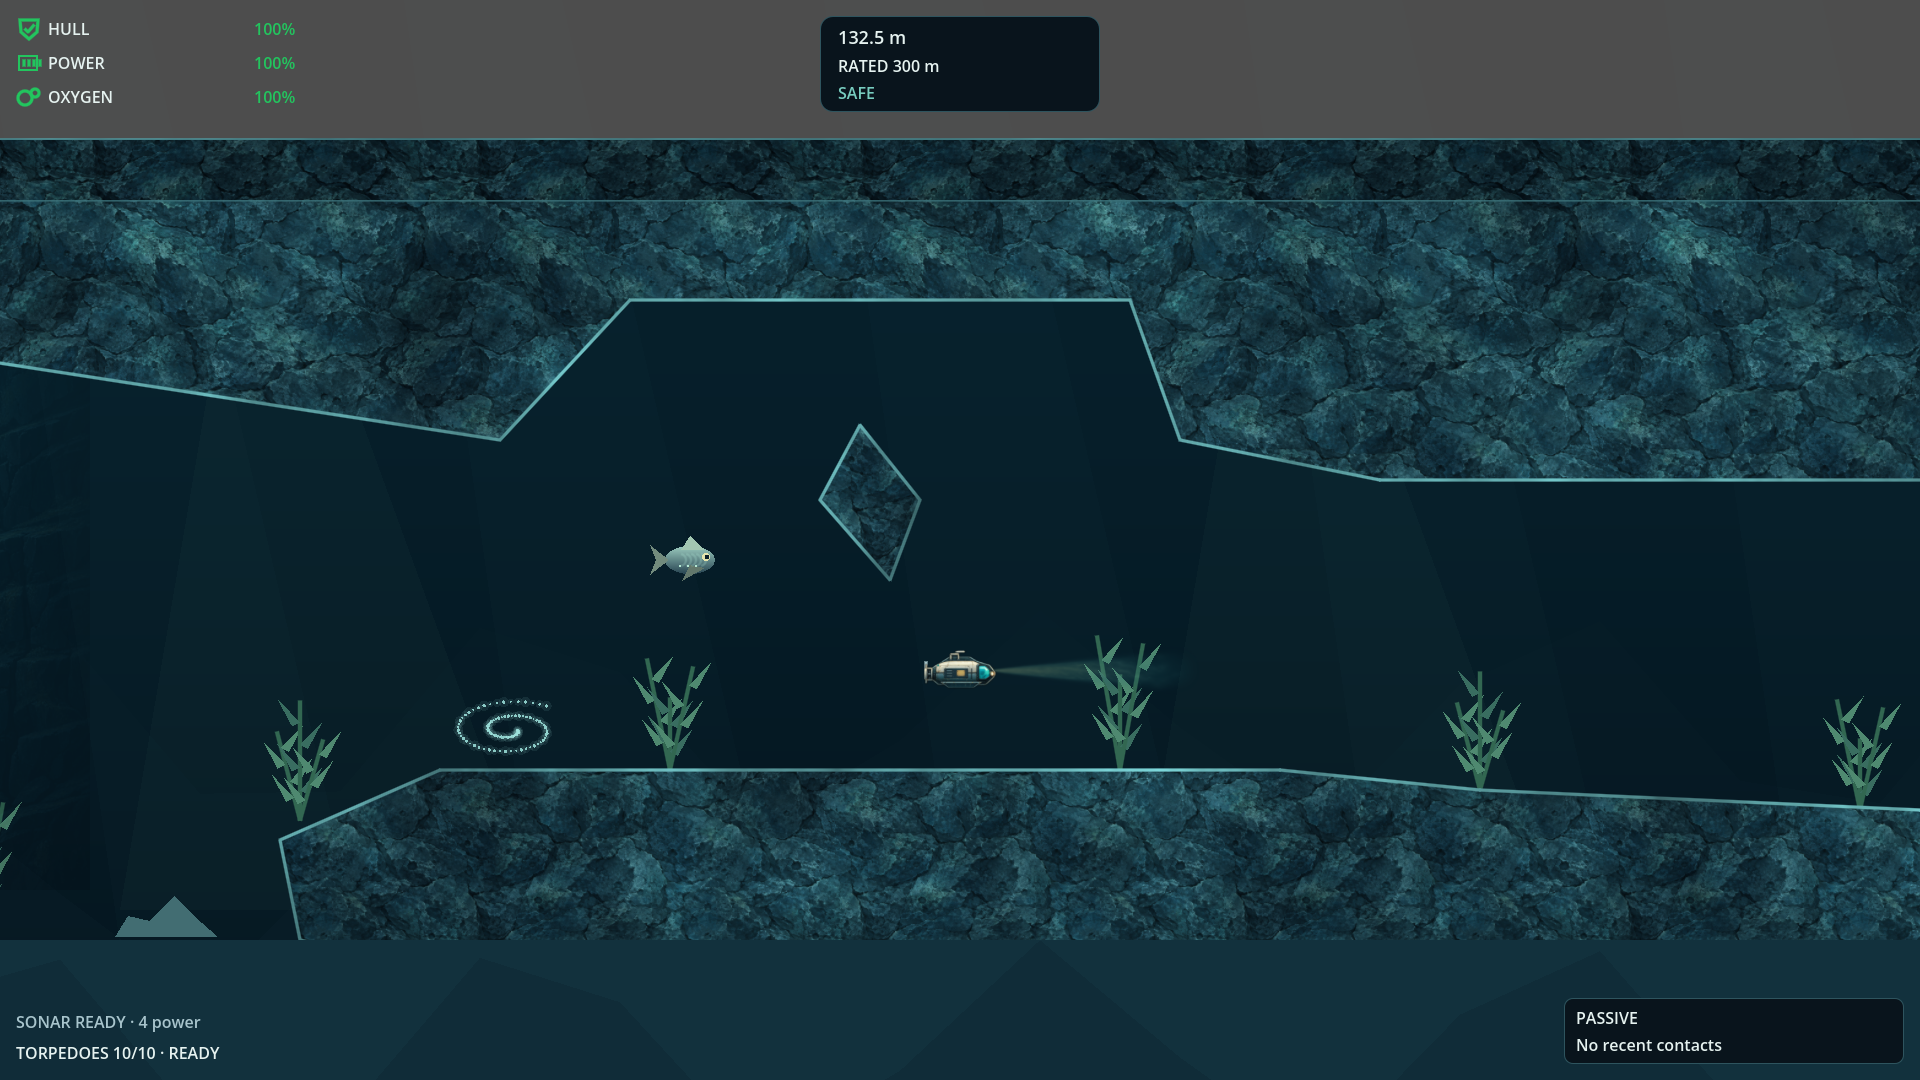 HULL 100%
POWER 100%
OXYGEN 100%
132.5 m
RATED 300 m
SAFE
SONAR READY · 4 power
TORPEDOES 10/10 · READY
PASSIVE
No recent contacts